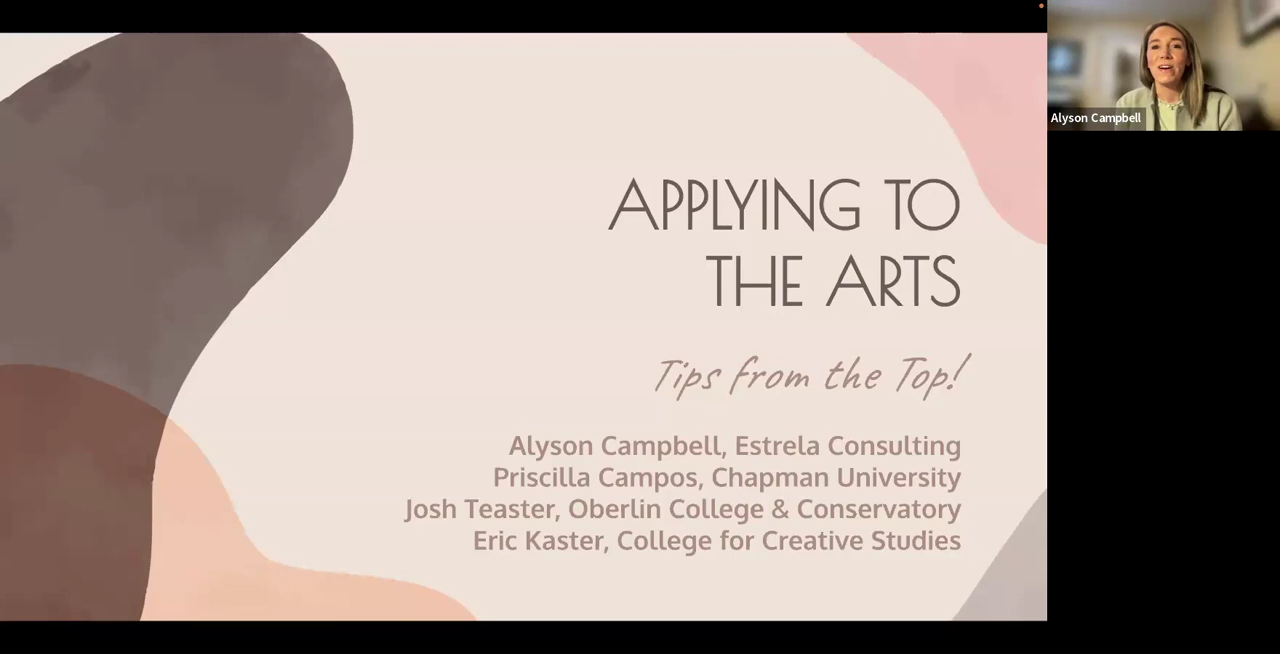 APPLYING TO
THE ARTS
Tips from the Top!
Alyson Campbell, Estrela Consulting
Priscilla Campos, Chapman University
Josh Teaster, Oberlin College & Conservatory
Eric Kaster, College for Creative Studies
Alyson Campbell